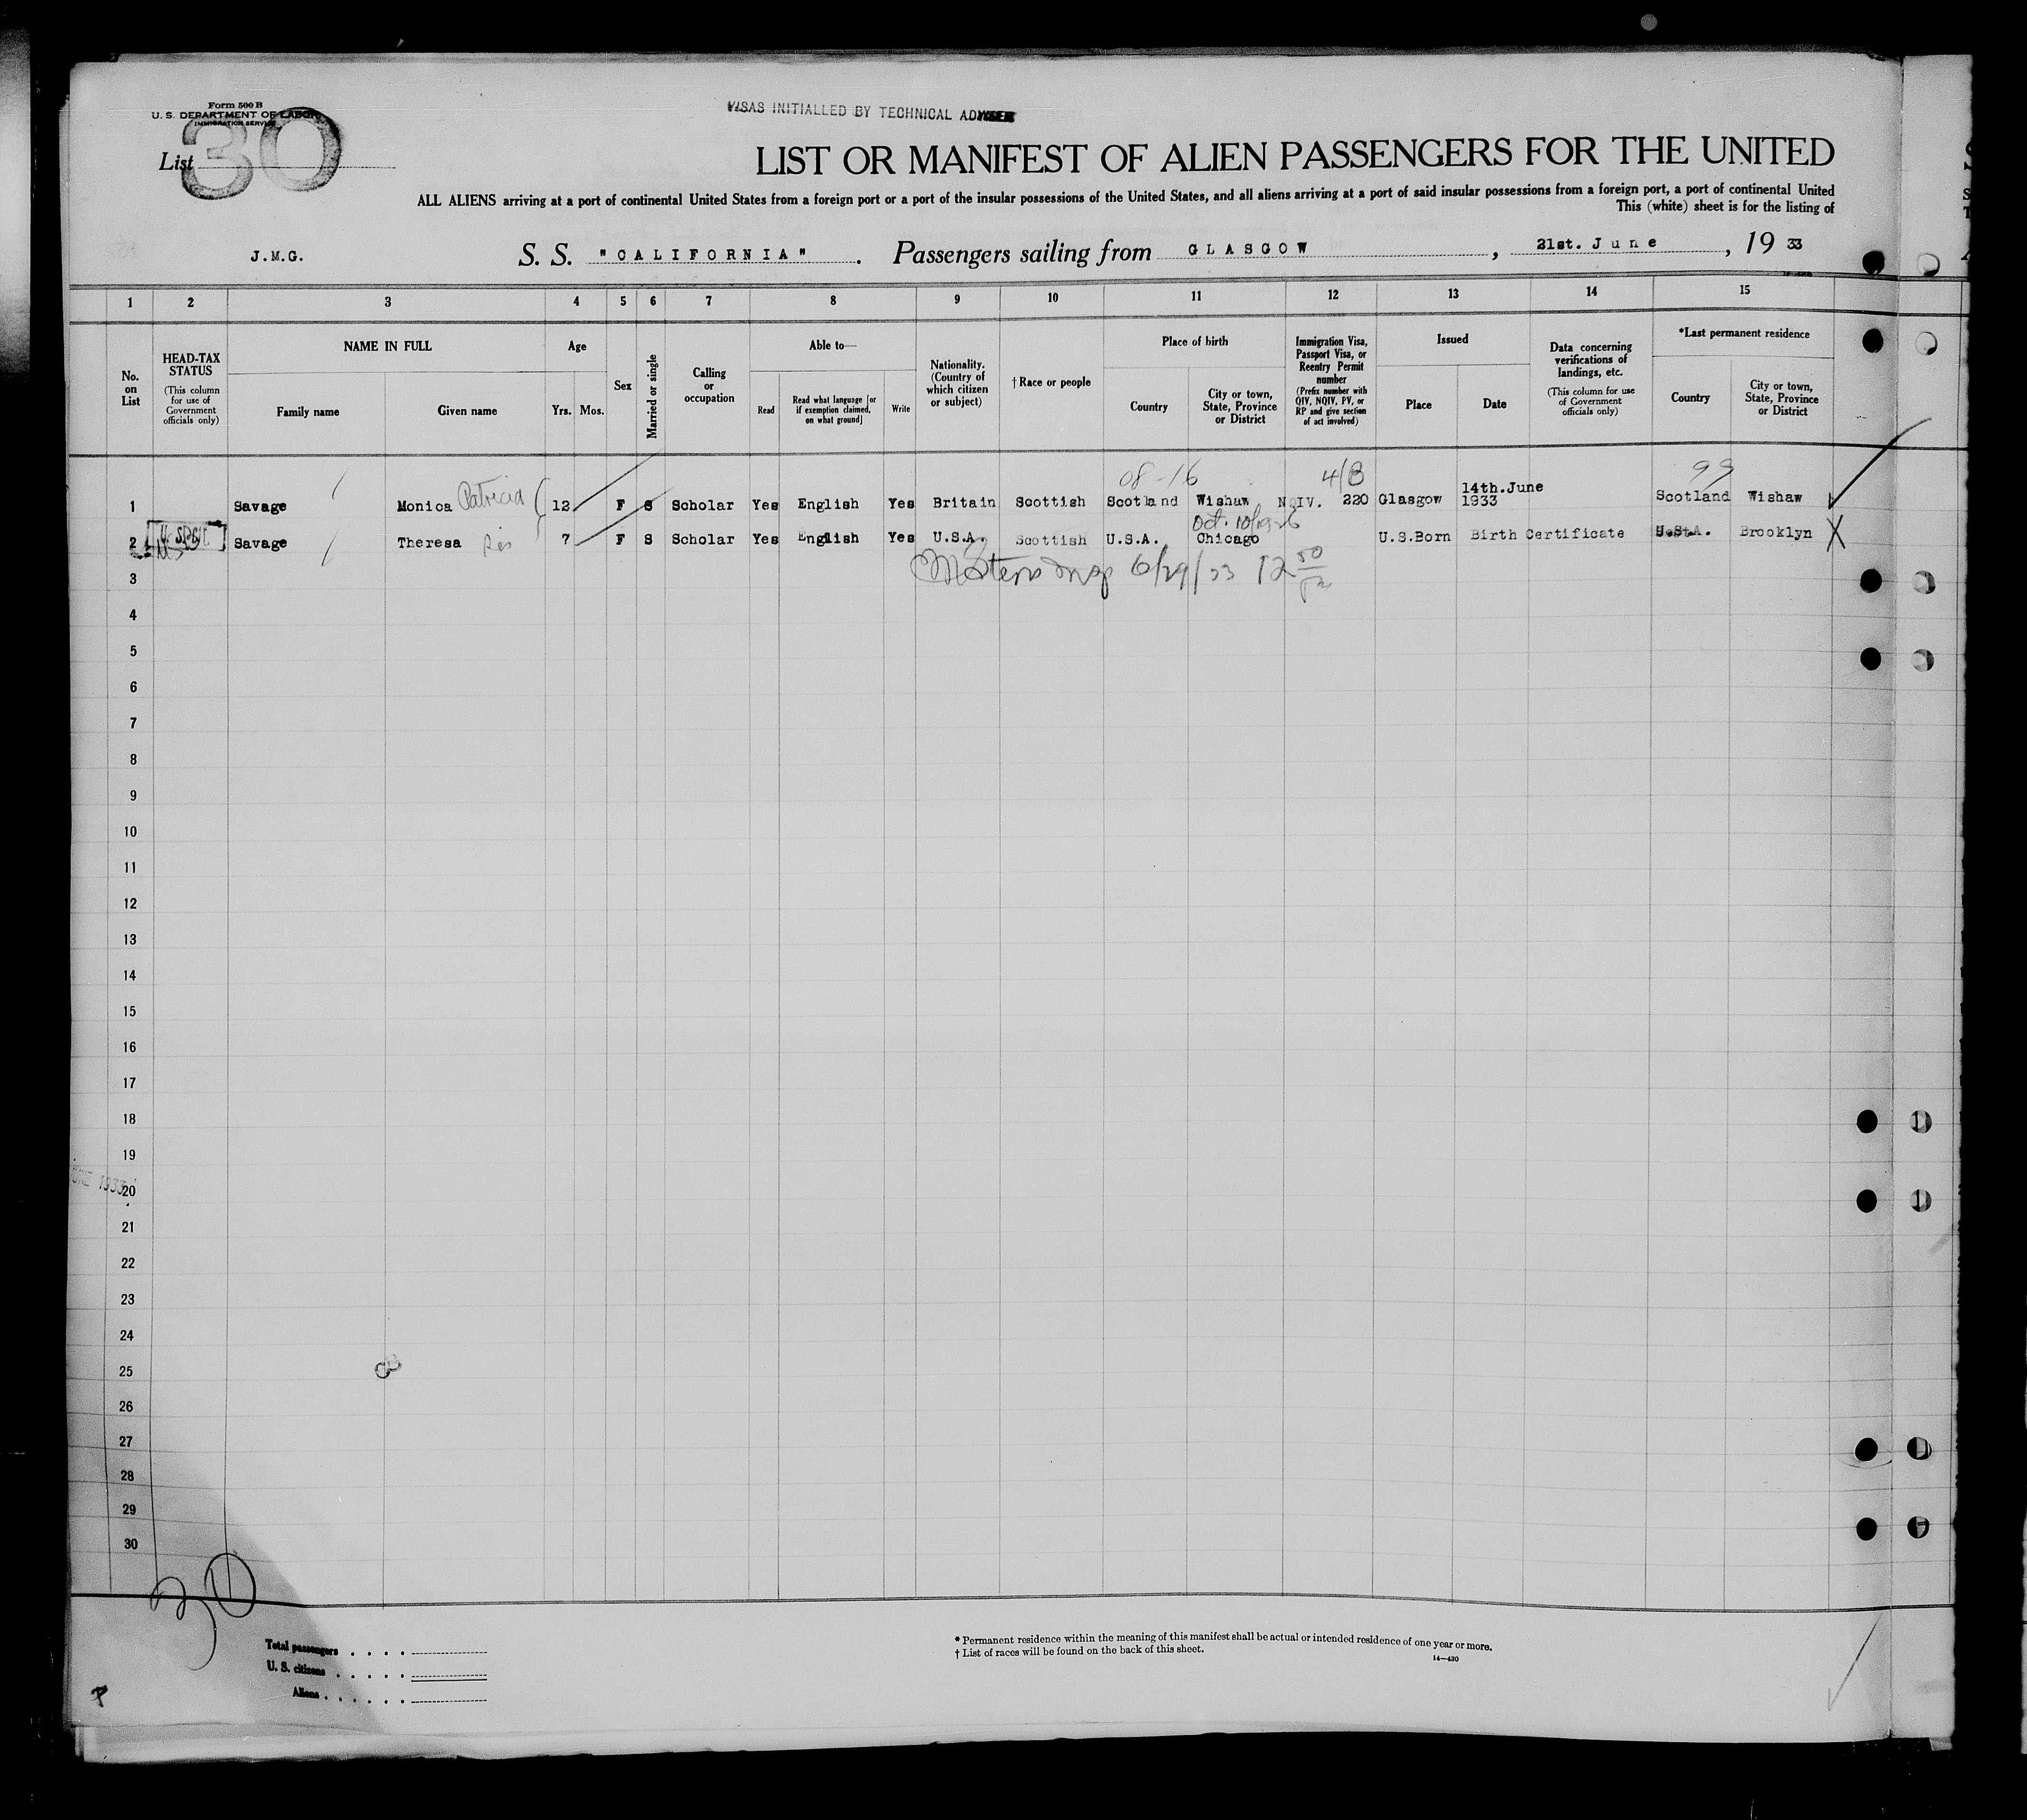 Form 500 B
U. S. DEPARTMENT OF LABOR
IMMIGRATION SERVICE
List 30
VISAS INITIALLED BY TECHNICAL ADVISER
LIST OR MANIFEST OF ALIEN PASSENGERS FOR THE UNITED
ALL ALIENS arriving at a port of continental United States from a foreign port or a port of the insular possessions of the United States, and all aliens arriving at a port of said insular possessions from a foreign port, a port of continental United
This (white) sheet is for the listing of
J.M.G. S. S. "CALIFORNIA". Passengers sailing from GLASGOW, 21st. June, 19 33
1 2 3 4 5 6 7 8 9 10 11 12 13 14 15
No. on List
HEAD-TAX STATUS
(This column for use of Government officials only)
NAME IN FULL
Family name Given name
Age
Yrs. Mos.
Sex
Married or single
Calling or occupation
Able to—
Read
Read what language [or if exemption claimed, on what ground]
Write
Nationality. (Country of which citizen or subject)
† Race or people
Place of birth
Country
City or town, State, Province or District
Immigration Visa, Passport Visa, or Reentry Permit number
(Prefix number with QIV, NQIV, PV, or RP and give section of act involved)
Issued
Place Date
Data concerning verifications of landings, etc.
(This column for use of Government officials only)
*Last permanent residence
Country
City or town, State, Province or District
08-16 4/8 99
1 Savage Monica Patricia 12 F S Scholar Yes English Yes Britain Scottish Scotland Wishaw NQIV. 220 Glasgow 14th.June 1933 Scotland Wishaw
2 Savage Theresa 7 F S Scholar Yes English Yes U.S.A. Scottish U.S.A. Chicago U.S.Born Birth Certificate U.S.A. Brooklyn X
3 6/29/33 12 50
4
5
6
7
8
9
10
11
12
13
14
15
16
17
18
19
JUNE 1933
20
21
22
23
24
25
26
27
28
29
30
30
Total passengers . . . .
U. S. citizens . . . . .
Aliens . . . . . .
* Permanent residence within the meaning of this manifest shall be actual or intended residence of one year or more.
† List of races will be found on the back of this sheet.
14—430